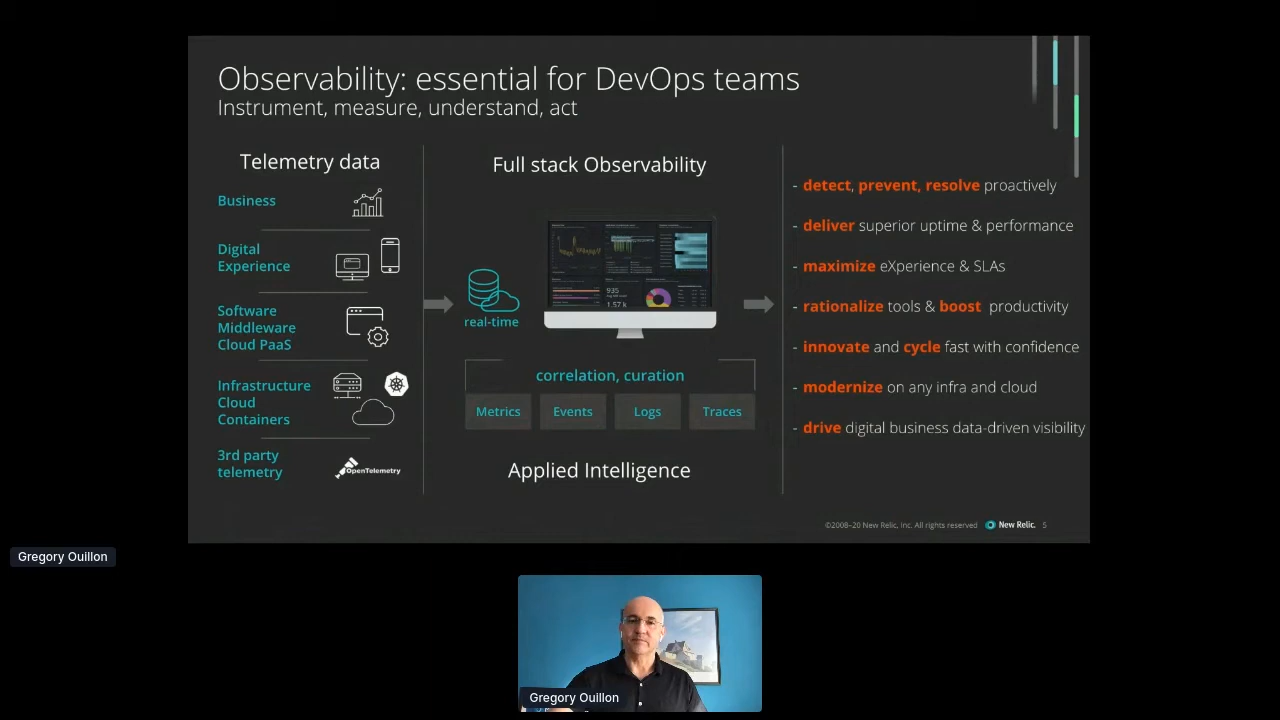 Observability: essential for DevOps teams
Instrument, measure, understand, act
Telemetry data
Business
Digital
Experience
Software
Middleware
Cloud PaaS
Infrastructure
Cloud
Containers
3rd party
telemetry
OpenTelemetry
Full stack Observability
real-time
935
1.57 k
correlation, curation
Metrics
Events
Logs
Traces
Applied Intelligence
- detect, prevent, resolve proactively
- deliver superior uptime & performance
- maximize eXperience & SLAs
- rationalize tools & boost productivity
- innovate and cycle fast with confidence
- modernize on any infra and cloud
- drive digital business data-driven visibility
©2008–20 New Relic, Inc. All rights reserved New Relic. 5
Gregory Ouillon
Gregory Ouillon